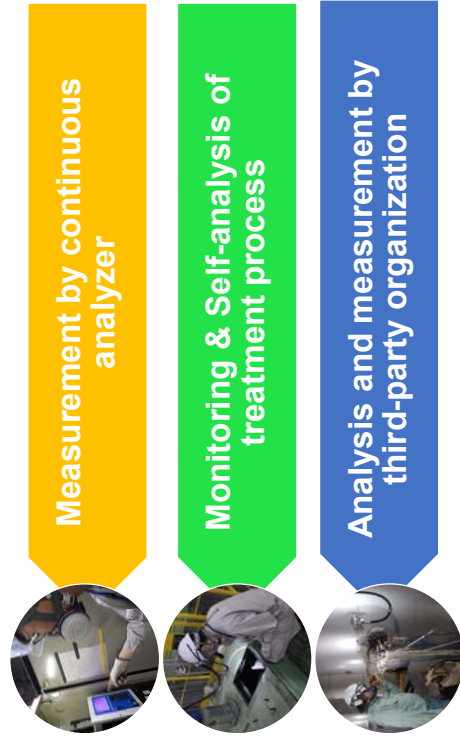 Measurement by continuous
analyzer
Monitoring & Self-analysis of
treatment process
Analysis and measurement by
third-party organization